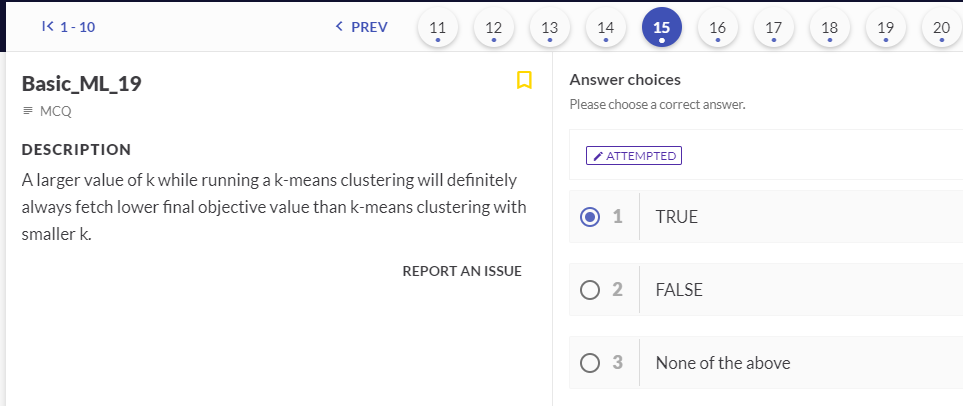 1 - 10 PREV 11 12 13 14 15 16 17 18 19 20
Basic_ML_19
MCQ
DESCRIPTION
A larger value of k while running a k-means clustering will definitely
always fetch lower final objective value than k-means clustering with
smaller k.
REPORT AN ISSUE
Answer choices
Please choose a correct answer.
ATTEMPTED
1 TRUE
2 FALSE
3 None of the above